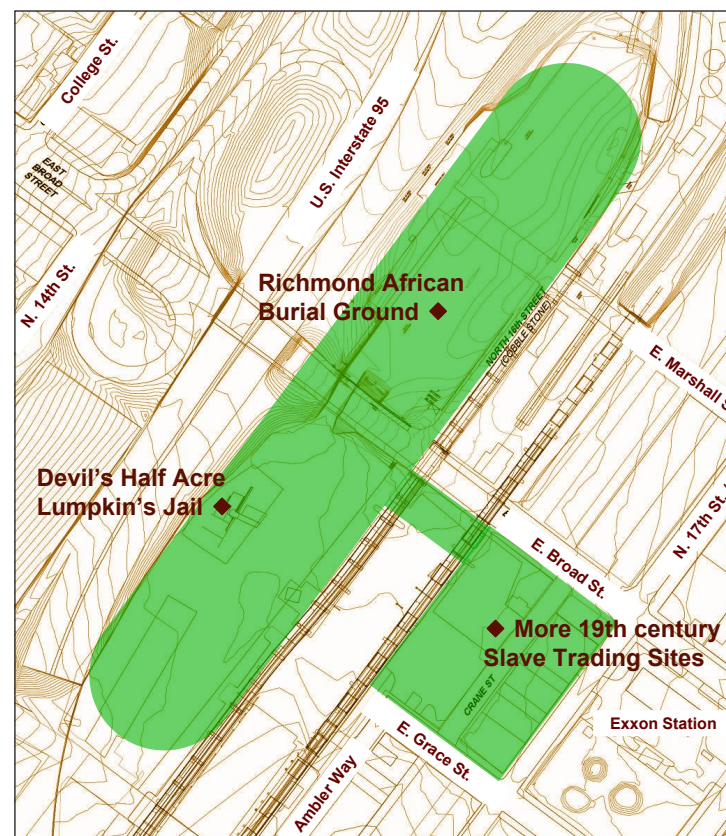 College St.
U.S. Interstate 95
EAST
BROAD
STREET
N. 14th St.
Richmond African
Burial Ground
NORTH 16th STREET
(COBBLE STONE)
E. Marshall S
Devil's Half Acre
Lumpkin's Jail
N. 17th St.
E. Broad St.
More 19th century
Slave Trading Sites
CRANE ST
Exxon Station
E. Grace St.
Ambler Way